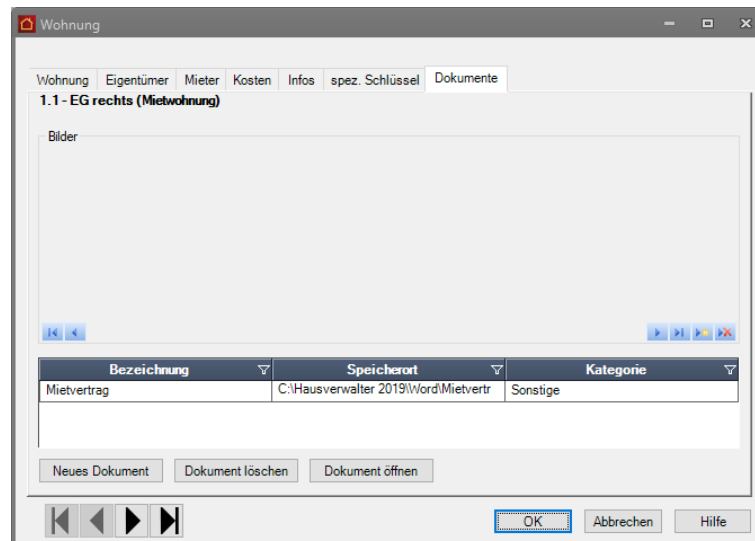 Wohnung
Wohnung Eigentümer Mieter Kosten Infos spez. Schlüssel Dokumente
1.1 - EG rechts (Mietwohnung)
Bilder
Bezeichnung Speicherort Kategorie
Mietvertrag C:\Hausverwalter 2019\Word\Mietvertr Sonstige
Neues Dokument Dokument löschen Dokument öffnen
OK Abbrechen Hilfe